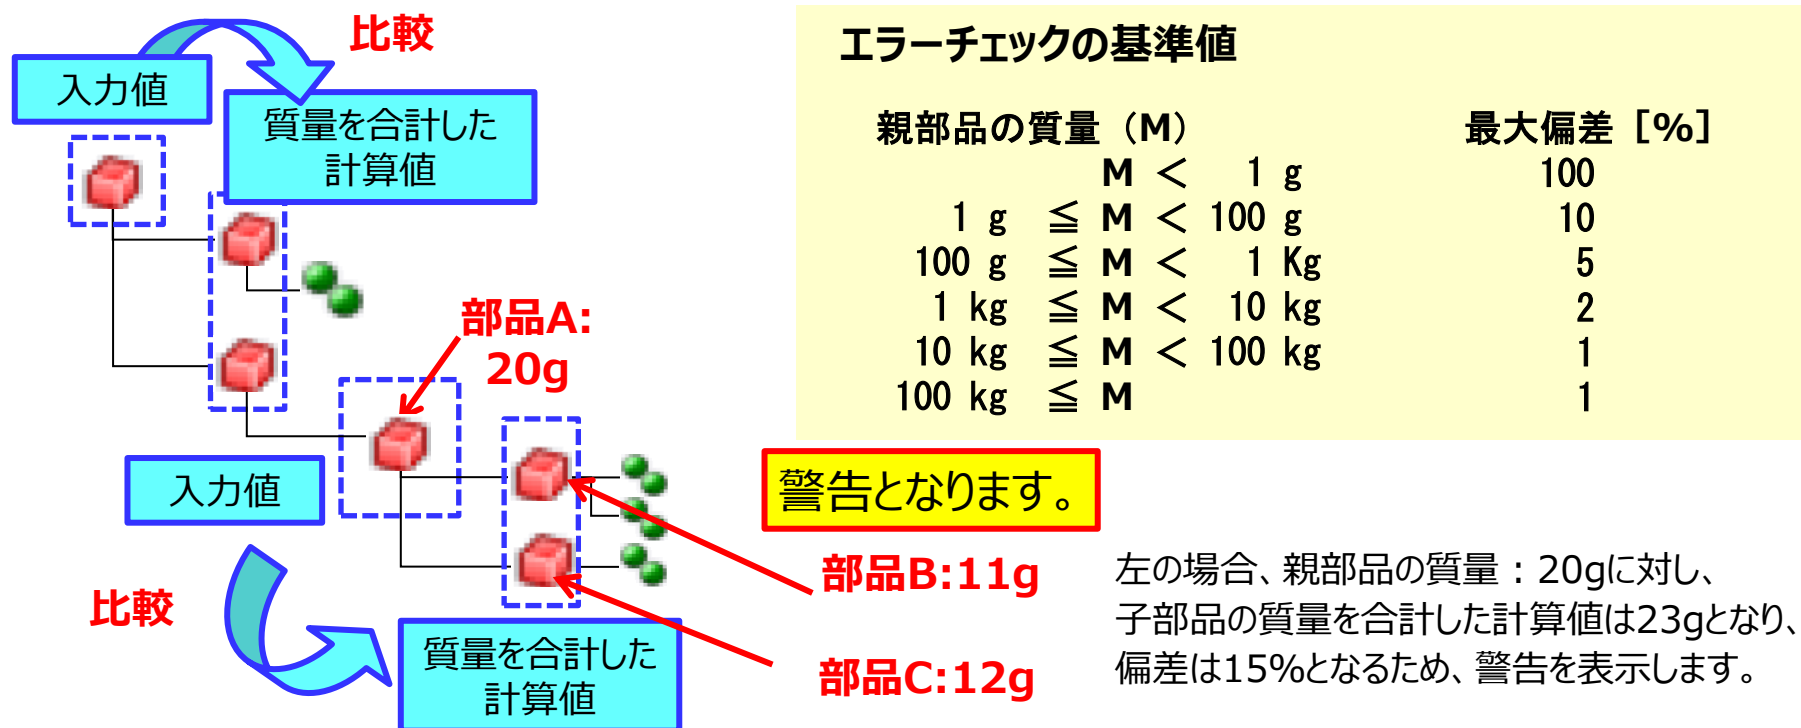 比較
入力値
質量を合計した
計算値
部品A:
20g
入力値
比較
質量を合計した
計算値
エラーチェックの基準値
親部品の質量（M） 最大偏差［%］
M ＜ 1 g 100
1 g ≦ M ＜ 100 g 10
100 g ≦ M ＜ 1 Kg 5
1 kg ≦ M ＜ 10 kg 2
10 kg ≦ M ＜ 100 kg 1
100 kg ≦ M 1
警告となります。
部品B:11g
部品C:12g
左の場合、親部品の質量：20gに対し、
子部品の質量を合計した計算値は23gとなり、
偏差は15%となるため、警告を表示します。